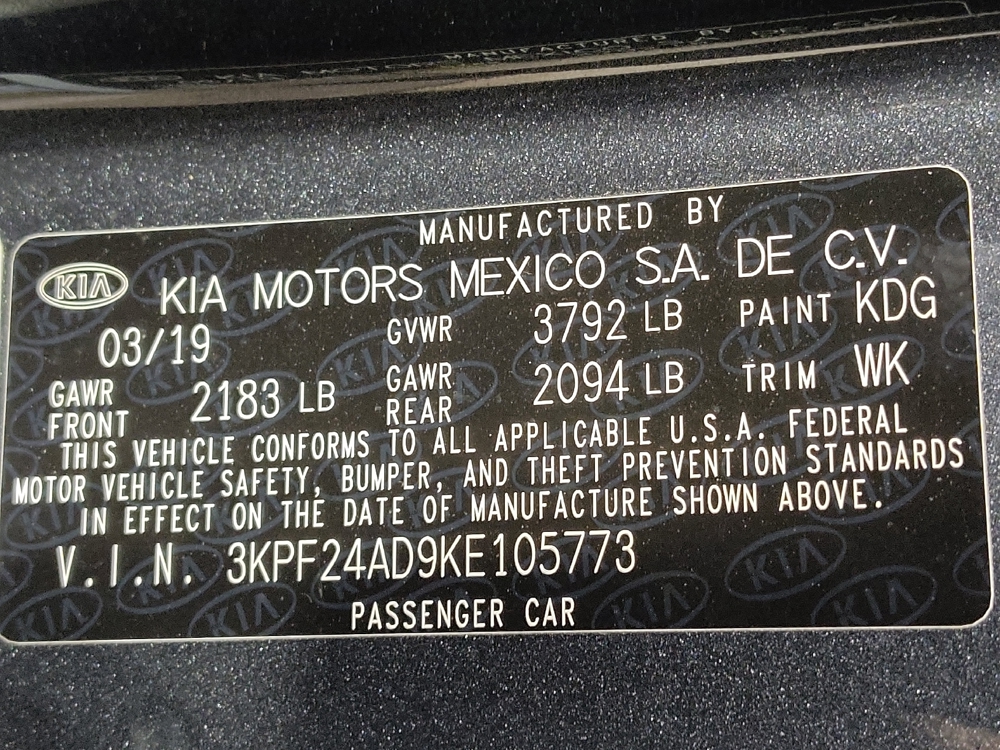 MANUFACTURED BY
KIA KIA MOTORS MEXICO S.A. DE C.V.
03/19 GVWR 3792 LB PAINT KDG
GAWR FRONT 2183 LB GAWR REAR 2094 LB TRIM WK
THIS VEHICLE CONFORMS TO ALL APPLICABLE U.S.A. FEDERAL
MOTOR VEHICLE SAFETY, BUMPER, AND THEFT PREVENTION STANDARDS
IN EFFECT ON THE DATE OF MANUFACTURE SHOWN ABOVE.
V.I.N. 3KPF24AD9KE105773
PASSENGER CAR